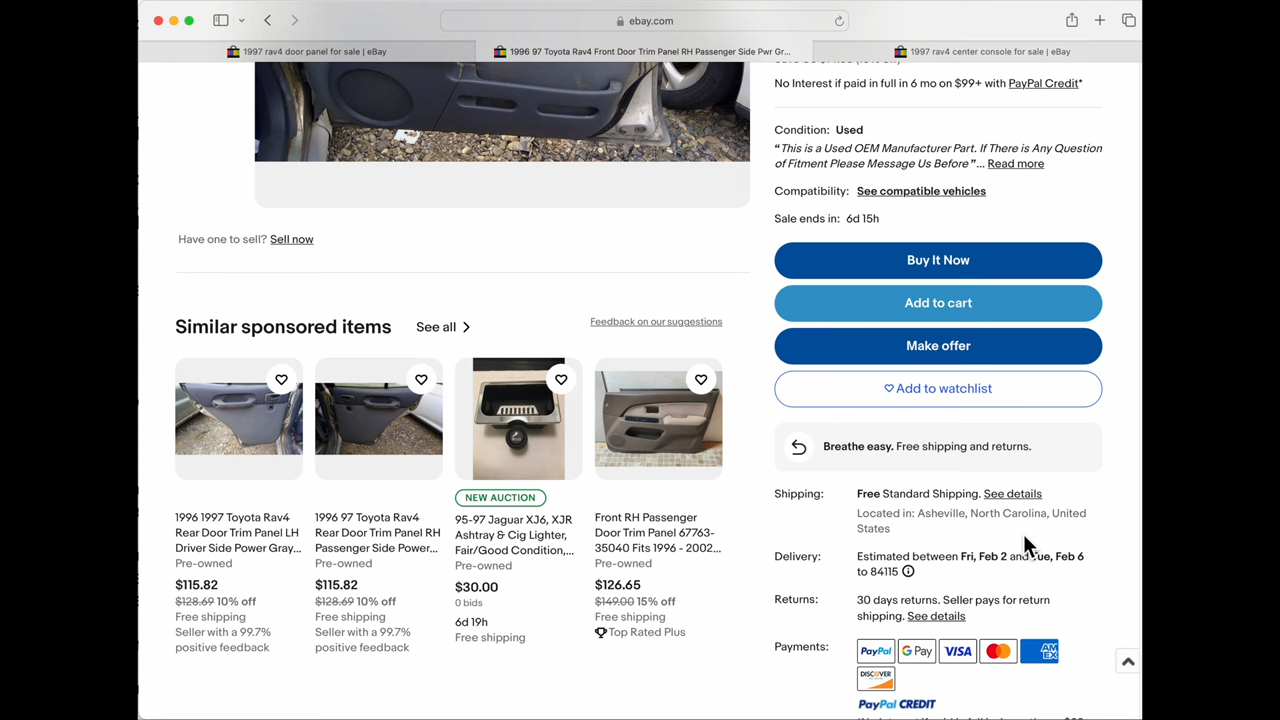 ebay.com
1997 rav4 door panel for sale | eBay
1996 97 Toyota Rav4 Front Door Trim Panel RH Passenger Side Pwr Gr...
1997 rav4 center console for sale | eBay
No Interest if paid in full in 6 mo on $99+ with PayPal Credit*
Condition: Used
“This is a Used OEM Manufacturer Part. If There is Any Question
of Fitment Please Message Us Before”... Read more
Compatibility: See compatible vehicles
Sale ends in: 6d 15h
Have one to sell? Sell now
Buy It Now
Add to cart
Make offer
Add to watchlist
Breathe easy. Free shipping and returns.
Shipping: Free Standard Shipping. See details
Located in: Asheville, North Carolina, United
States
Delivery: Estimated between Fri, Feb 2 and Tue, Feb 6
to 84115
Returns: 30 days returns. Seller pays for return
shipping. See details
Payments: PayPal G Pay VISA MasterCard AM EX
DISCOVER
PayPal CREDIT
Similar sponsored items See all
Feedback on our suggestions
1996 1997 Toyota Rav4
Rear Door Trim Panel LH
Driver Side Power Gray...
Pre-owned
$115.82
$128.69 10% off
Free shipping
Seller with a 99.7%
positive feedback
1996 97 Toyota Rav4
Rear Door Trim Panel RH
Passenger Side Power...
Pre-owned
$115.82
$128.69 10% off
Free shipping
Seller with a 99.7%
positive feedback
NEW AUCTION
95-97 Jaguar XJ6, XJR
Ashtray & Cig Lighter,
Fair/Good Condition,...
Pre-owned
$30.00
0 bids
6d 19h
Free shipping
Front RH Passenger
Door Trim Panel 67763-
35040 Fits 1996 - 2002...
Pre-owned
$126.65
$149.00 15% off
Free shipping
Top Rated Plus